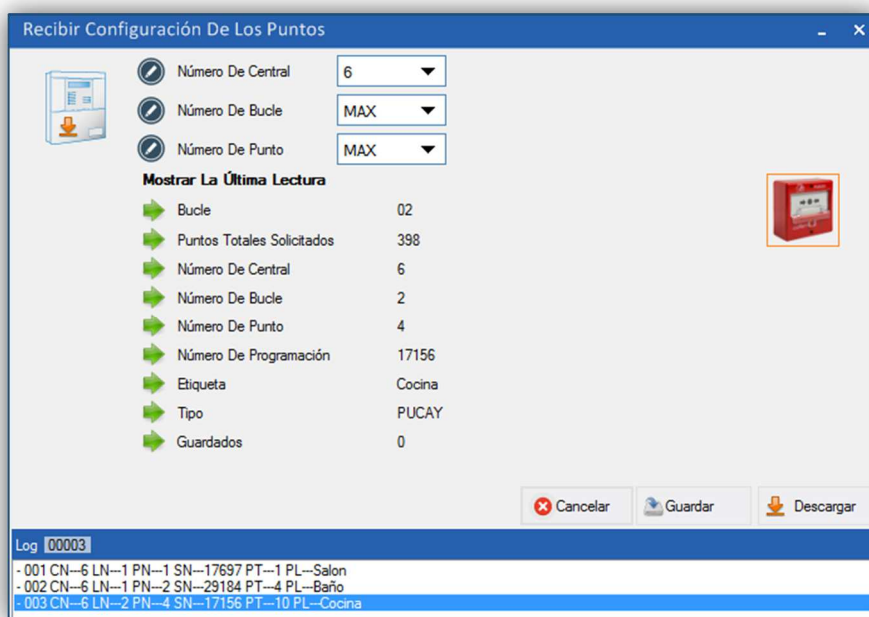 Recibir Configuración De Los Puntos
Número De Central 6
Número De Bucle MAX
Número De Punto MAX
Mostrar La Última Lectura
Bucle 02
Puntos Totales Solicitados 398
Número De Central 6
Número De Bucle 2
Número De Punto 4
Número De Programación 17156
Etiqueta Cocina
Tipo PUCAY
Guardados 0
Cancelar Guardar Descargar
Log 00003
- 001 CN---6 LN---1 PN---1 SN---17697 PT---1 PL---Salon
- 002 CN---6 LN---1 PN---2 SN---29184 PT---4 PL---Baño
- 003 CN---6 LN---2 PN---4 SN---17156 PT---10 PL---Cocina